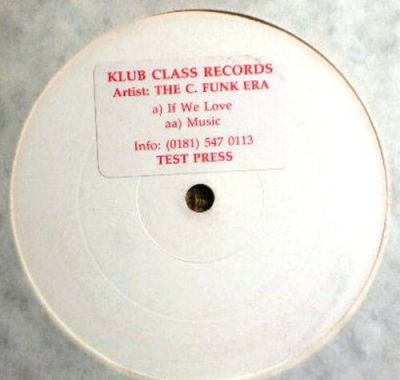 KLUB CLASS RECORDS
Artist: THE C. FUNK ERA
a) If We Love
aa) Music
Info: (0181) 547 0113
TEST PRESS